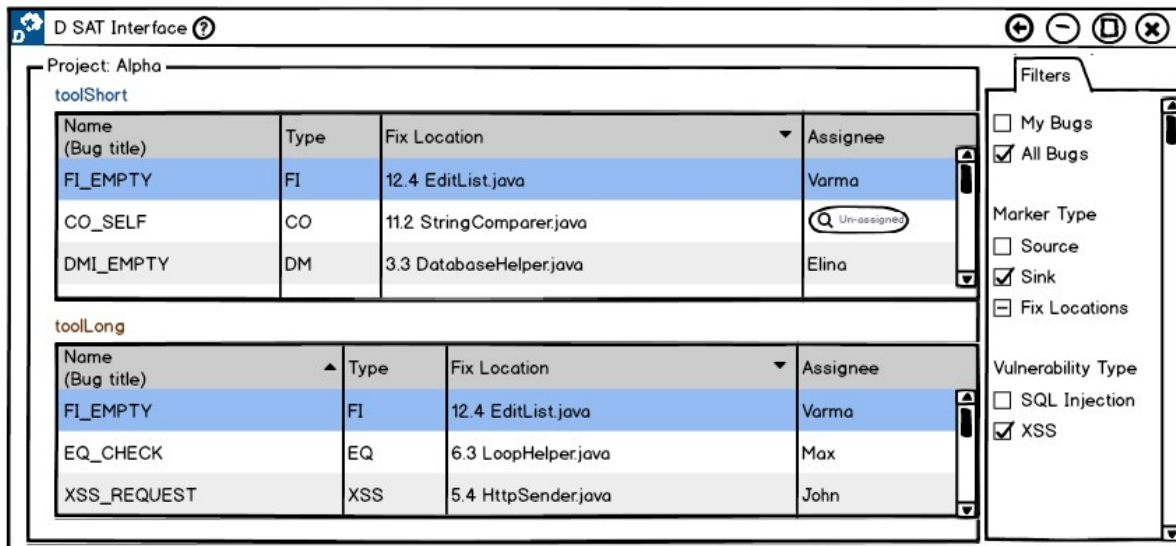 D D SAT Interface ?
Project: Alpha
toolShort
Name
(Bug title) Type Fix Location Assignee
FI_EMPTY FI 12.4 EditList.java Varma
CO_SELF CO 11.2 StringComparer.java Un-assigned
DMI_EMPTY DM 3.3 DatabaseHelper.java Elina
toolLong
Name
(Bug title) Type Fix Location Assignee
FI_EMPTY FI 12.4 EditList.java Varma
EQ_CHECK EQ 6.3 LoopHelper.java Max
XSS_REQUEST XSS 5.4 HttpSender.java John
Filters
My Bugs
All Bugs
Marker Type
Source
Sink
Fix Locations
Vulnerability Type
SQL Injection
XSS